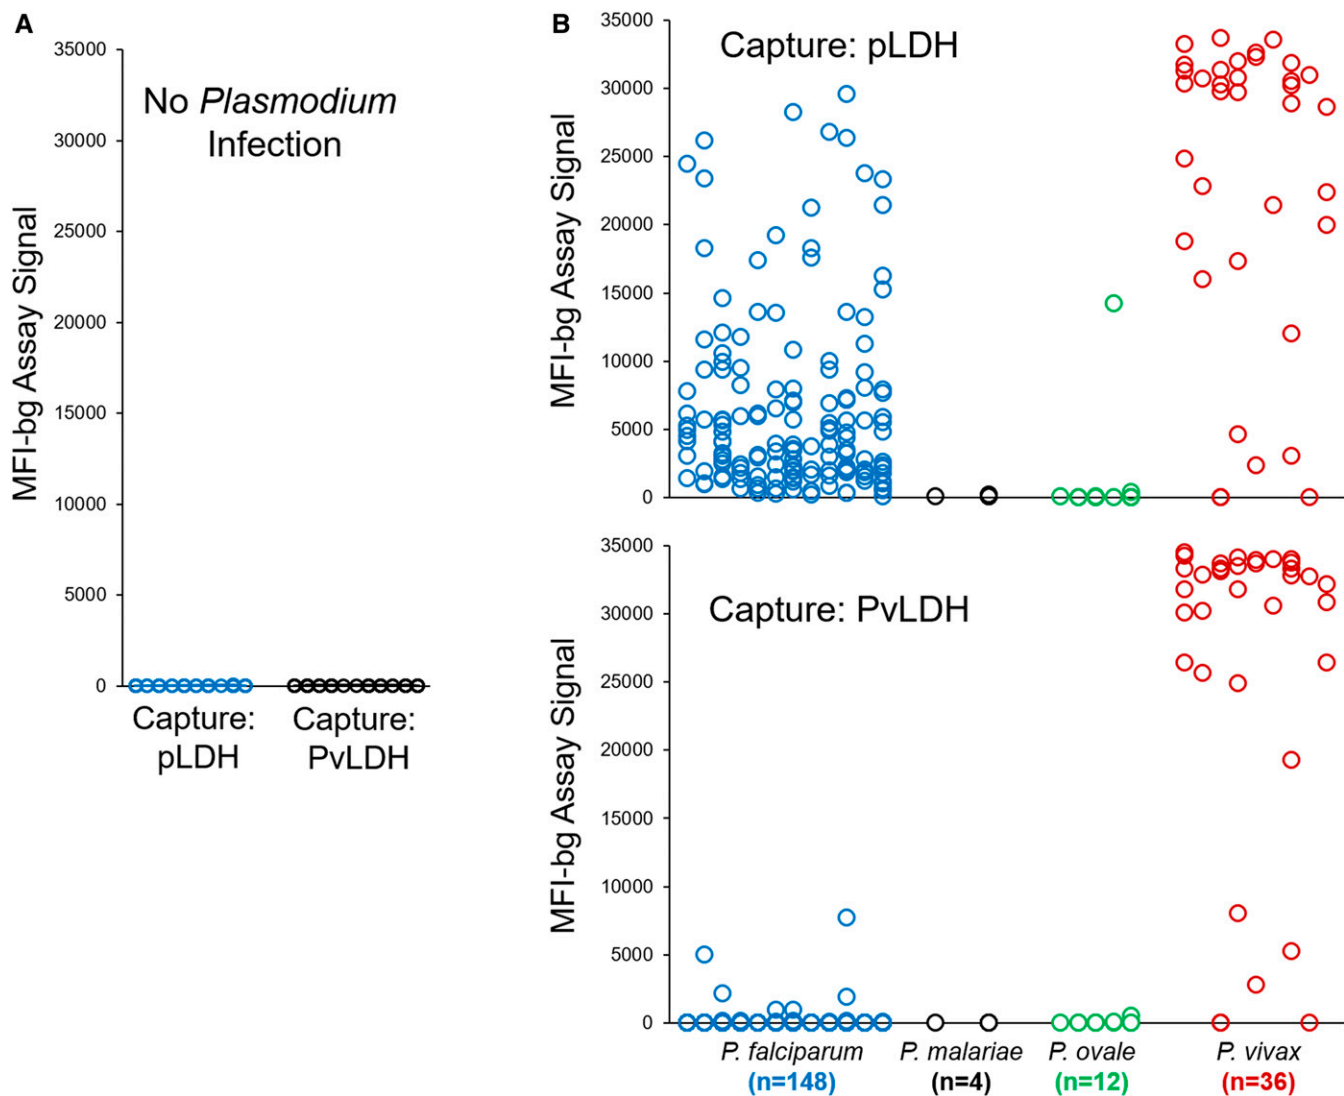 A
MFI-bg Assay Signal
35000
30000
25000
20000
15000
10000
5000
0
No Plasmodium
Infection
Capture:
pLDH
Capture:
PvLDH
B
MFI-bg Assay Signal
35000
30000
25000
20000
15000
10000
5000
0
Capture: pLDH
MFI-bg Assay Signal
35000
30000
25000
20000
15000
10000
5000
0
Capture: PvLDH
P. falciparum
(n=148)
P. malariae
(n=4)
P. ovale
(n=12)
P. vivax
(n=36)